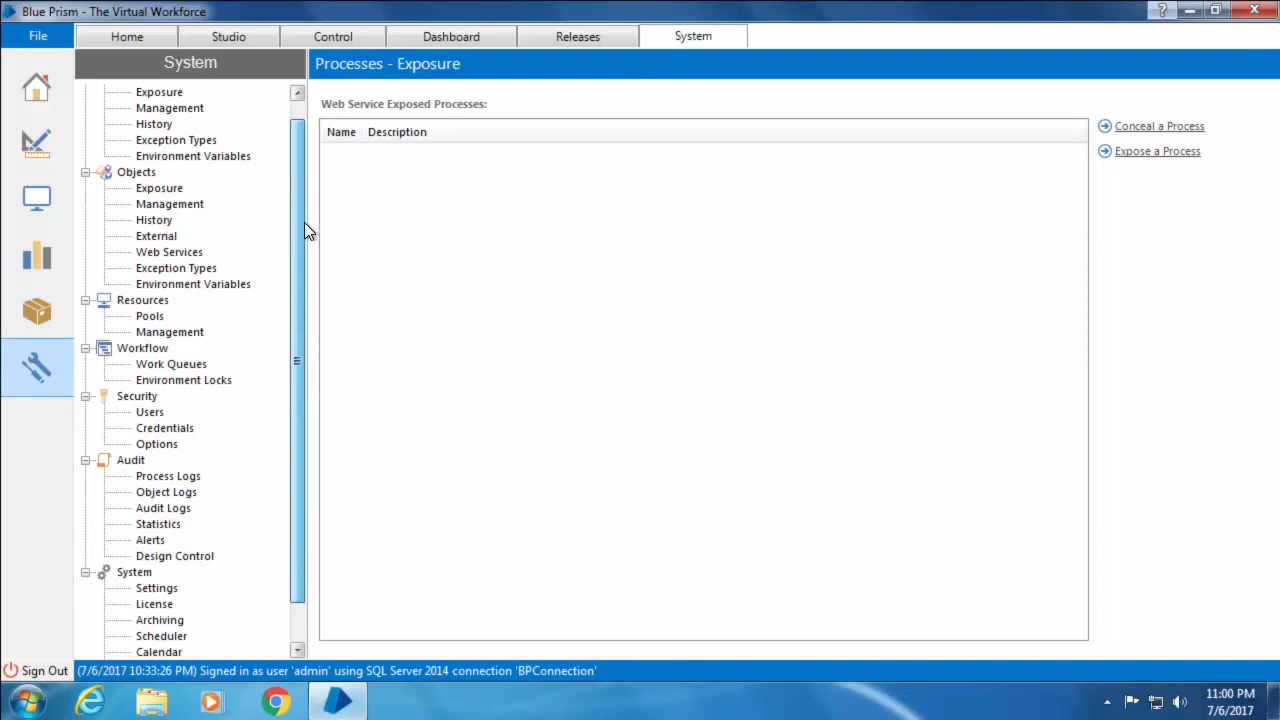 Blue Prism - The Virtual Workforce
?
File
Home
Studio
Control
Dashboard
Releases
System
System
Processes - Exposure
Exposure
Management
History
Exception Types
Environment Variables
Objects
Exposure
Management
History
External
Web Services
Exception Types
Environment Variables
Resources
Pools
Management
Workflow
Work Queues
Environment Locks
Security
Users
Credentials
Options
Audit
Process Logs
Object Logs
Audit Logs
Statistics
Alerts
Design Control
System
Settings
License
Archiving
Scheduler
Calendar
Web Service Exposed Processes:
Name Description
Conceal a Process
Expose a Process
Sign Out
(7/6/2017 10:33:26 PM) Signed in as user 'admin' using SQL Server 2014 connection 'BPConnection'
11:00 PM
7/6/2017